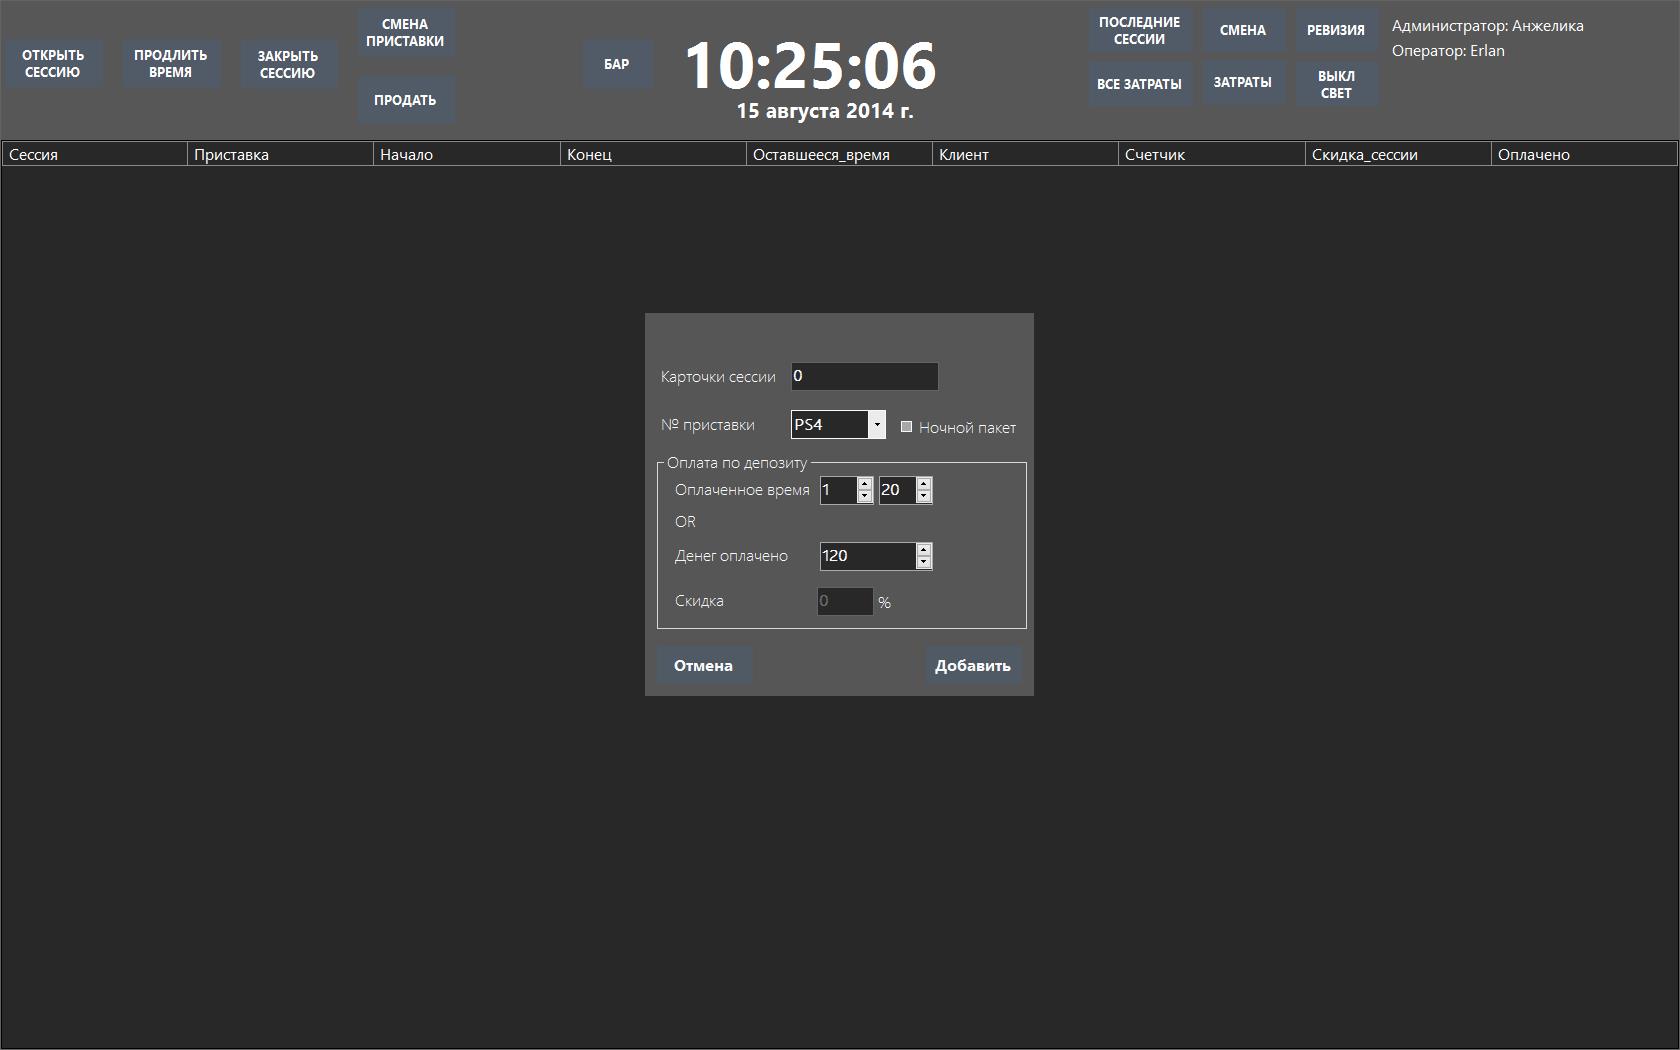 ОТКРЫТЬ
СЕССИЮ
ПРОДЛИТЬ
ВРЕМЯ
ЗАКРЫТЬ
СЕССИЮ
СМЕНА
ПРИСТАВКИ
ПРОДАТЬ
БАР
10:25:06
15 августа 2014 г.
ПОСЛЕДНИЕ
СЕССИИ
СМЕНА
РЕВИЗИЯ
ВСЕ ЗАТРАТЫ
ЗАТРАТЫ
ВЫКЛ
СВЕТ
Администратор: Анжелика
Оператор: Erlan
Сессия Приставка Начало Конец Оставшееся_время Клиент Счетчик Скидка_сессии Оплачено
Карточки сессии 0
№ приставки PS4 Ночной пакет
Оплата по депозиту
Оплаченное время 1 20
OR
Денег оплачено 120
Скидка 0 %
Отмена Добавить